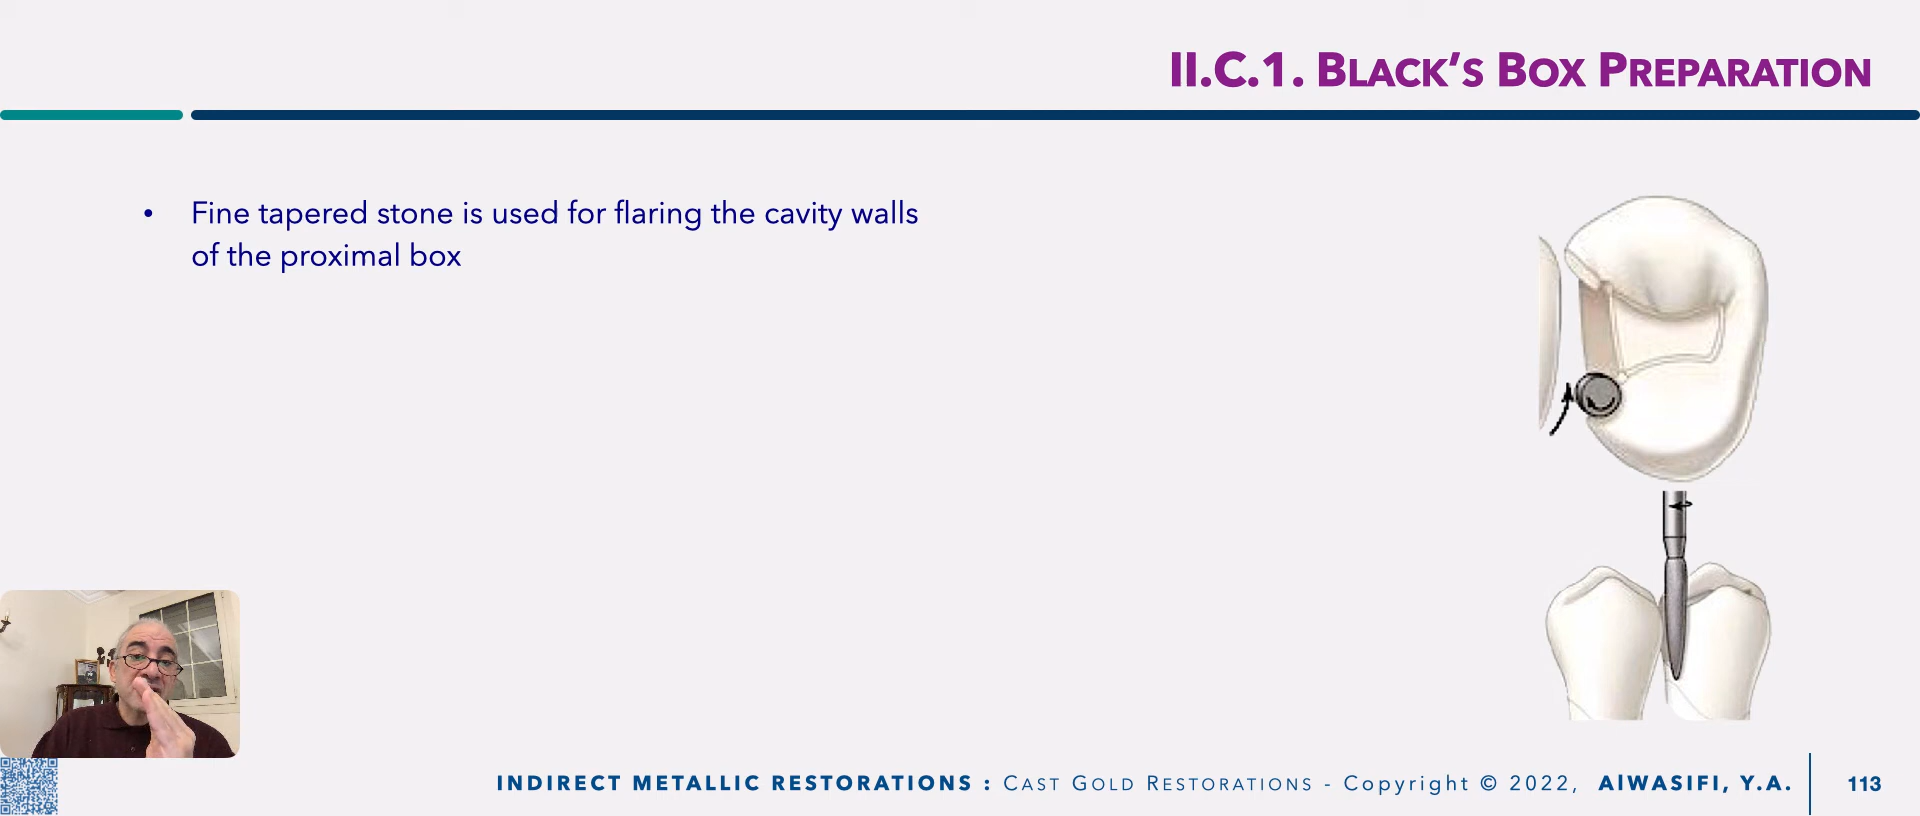 II.C.1. BLACK'S BOX PREPARATION
• Fine tapered stone is used for flaring the cavity walls
of the proximal box
INDIRECT METALLIC RESTORATIONS : CAST GOLD RESTORATIONS - Copyright © 2022, AlWASIFI, Y.A. 113